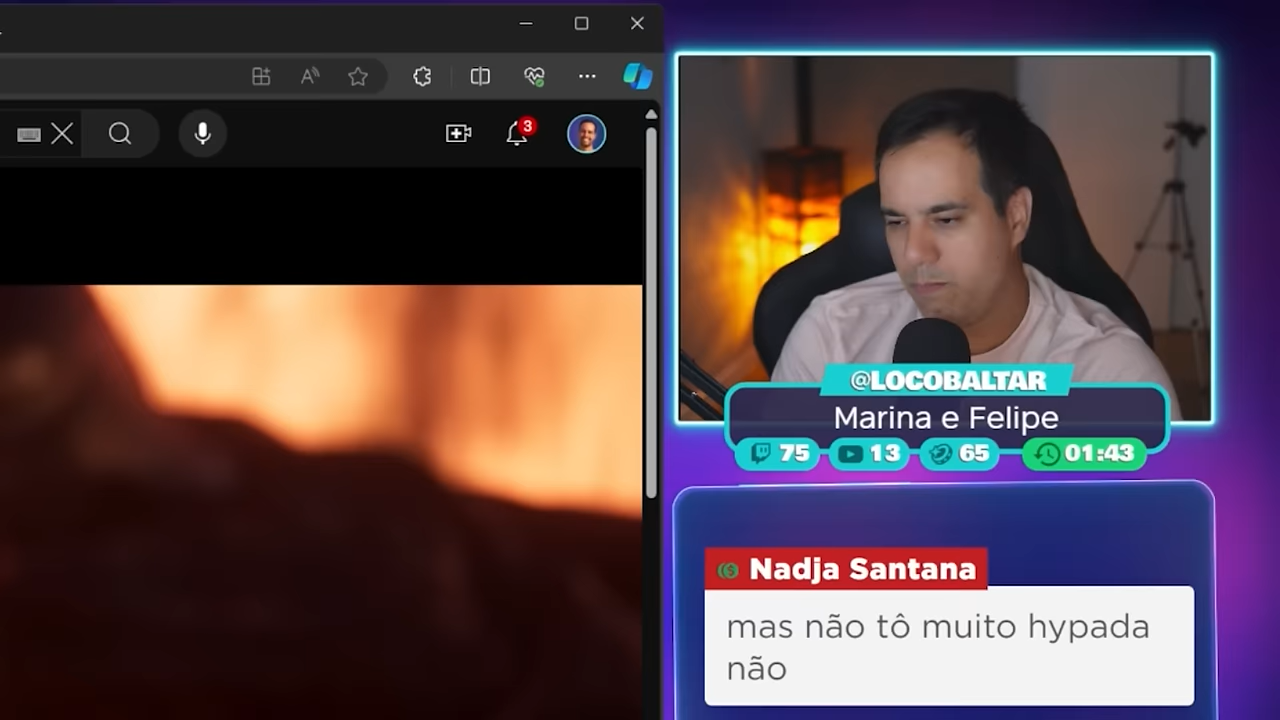 3
@LOCOBALTAR
Marina e Felipe
75 13 65 01:43
Nadja Santana
mas não tô muito hypada
não